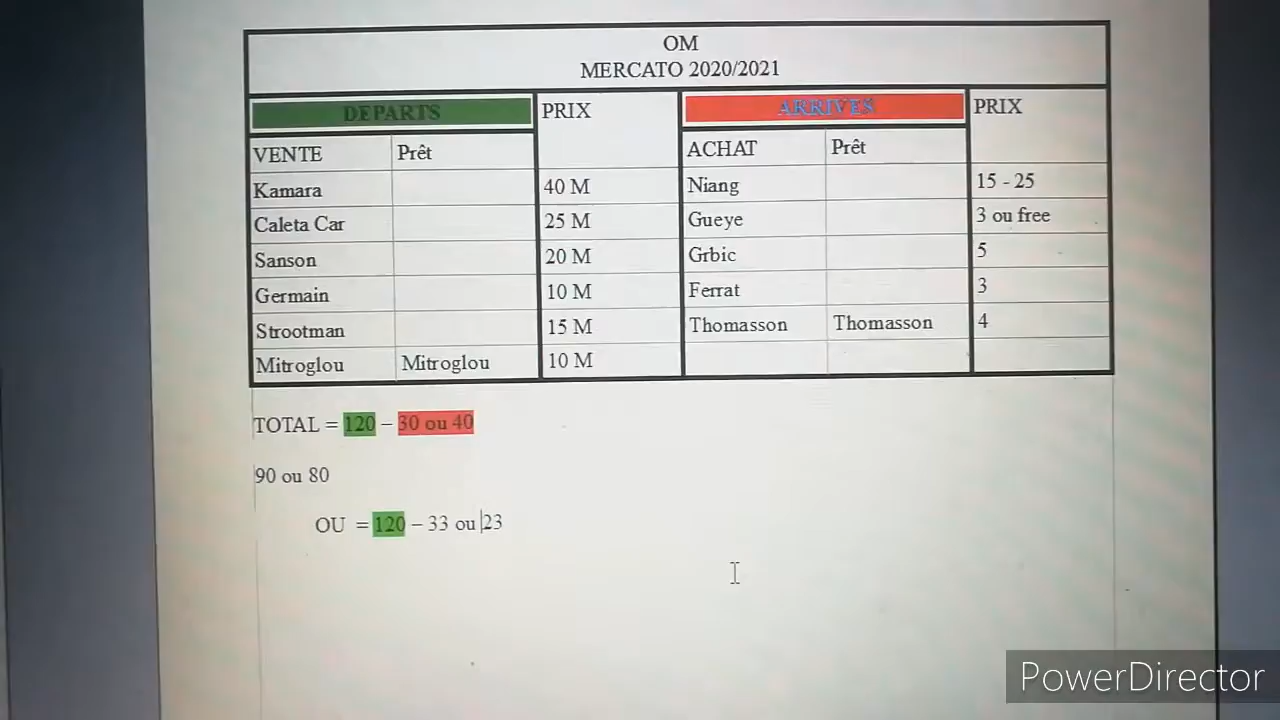 OM
MERCATO 2020/2021
DEPARTS PRIX ARRIVES PRIX
VENTE Prêt ACHAT Prêt
Kamara 40 M Niang 15 - 25
Caleta Car 25 M Gueye 3 ou free
Sanson 20 M Grbic 5
Germain 10 M Ferrat 3
Strootman 15 M Thomasson Thomasson 4
Mitroglou Mitroglou 10 M
TOTAL = 120 – 30 ou 40
90 ou 80
OU = 120 – 33 ou 23
PowerDirector